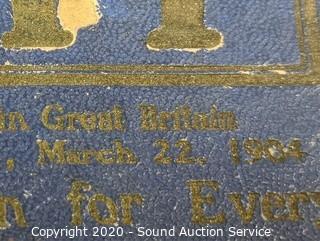 in Great Britain
, March 22, 1904
n for Every
Copyright © 2020 - Sound Auction Service